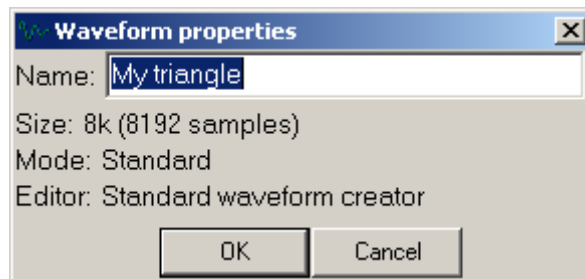 Waveform properties
Name: My triangle
Size: 8k (8192 samples)
Mode: Standard
Editor: Standard waveform creator
OK Cancel